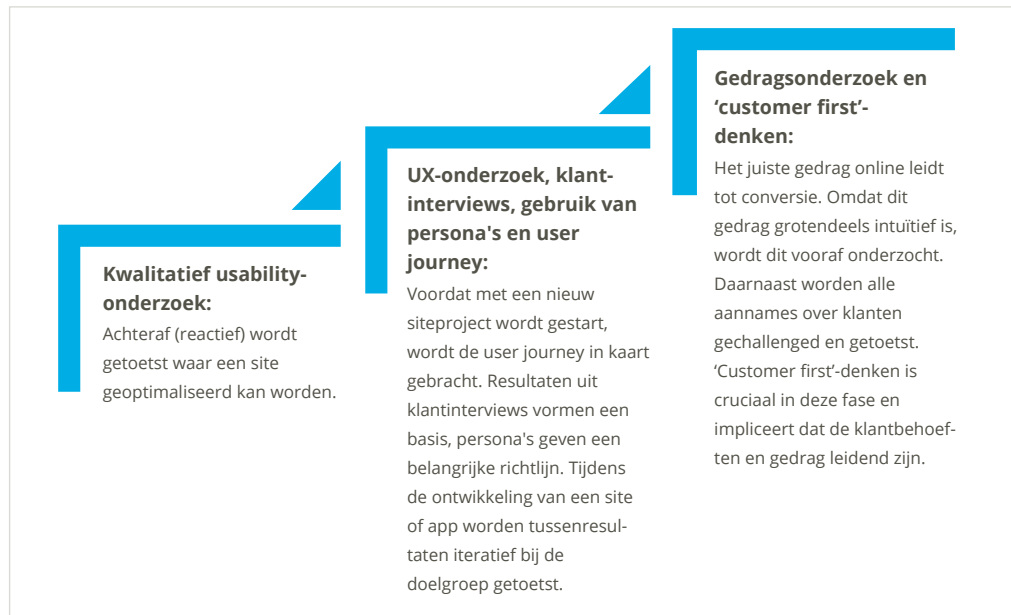 Kwalitatief usability-
onderzoek:
Achteraf (reactief) wordt
getoetst waar een site
geoptimaliseerd kan worden.
UX-onderzoek, klant-
interviews, gebruik van
persona's en user
journey:
Voordat met een nieuw
siteproject wordt gestart,
wordt de user journey in kaart
gebracht. Resultaten uit
klantinterviews vormen een
basis, persona's geven een
belangrijke richtlijn. Tijdens
de ontwikkeling van een site
of app worden tussenresul-
taten iteratief bij de
doelgroep getoetst.
Gedragsonderzoek en
‘customer first’-
denken:
Het juiste gedrag online leidt
tot conversie. Omdat dit
gedrag grotendeels intuïtief is,
wordt dit vooraf onderzocht.
Daarnaast worden alle
aannames over klanten
gechallenged en getoetst.
‘Customer first’-denken is
cruciaal in deze fase en
impliceert dat de klantbehoef-
ten en gedrag leidend zijn.